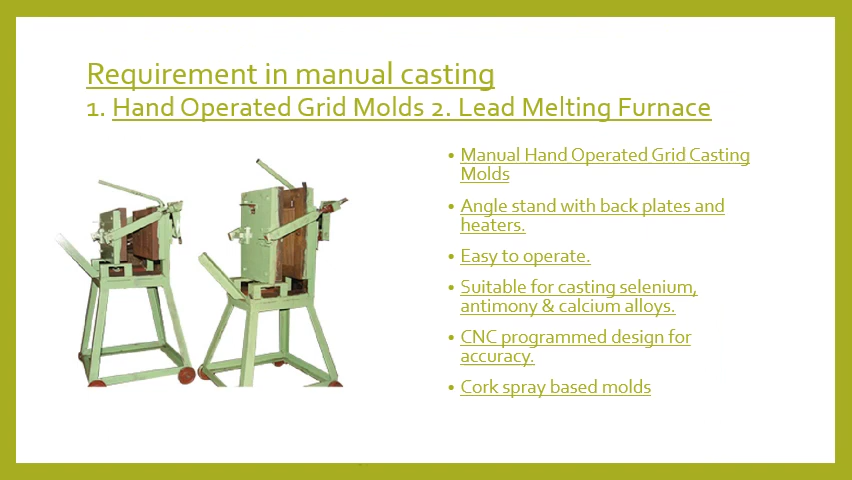 Requirement in manual casting
1. Hand Operated Grid Molds 2. Lead Melting Furnace
• Manual Hand Operated Grid Casting
Molds
• Angle stand with back plates and
heaters.
• Easy to operate.
• Suitable for casting selenium,
antimony & calcium alloys.
• CNC programmed design for
accuracy.
• Cork spray based molds